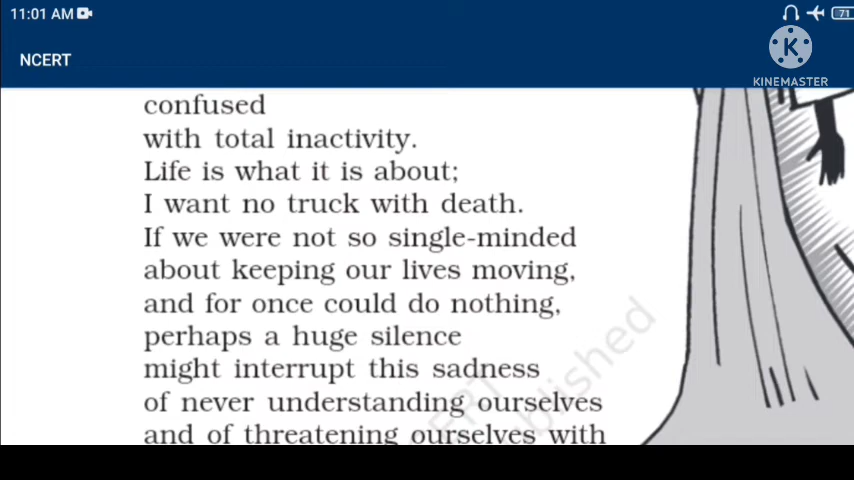 11:01 AM
71
NCERT
KINEMASTER
confused
with total inactivity.
Life is what it is about;
I want no truck with death.
If we were not so single-minded
about keeping our lives moving,
and for once could do nothing,
perhaps a huge silence
might interrupt this sadness
of never understanding ourselves
and of threatening ourselves with